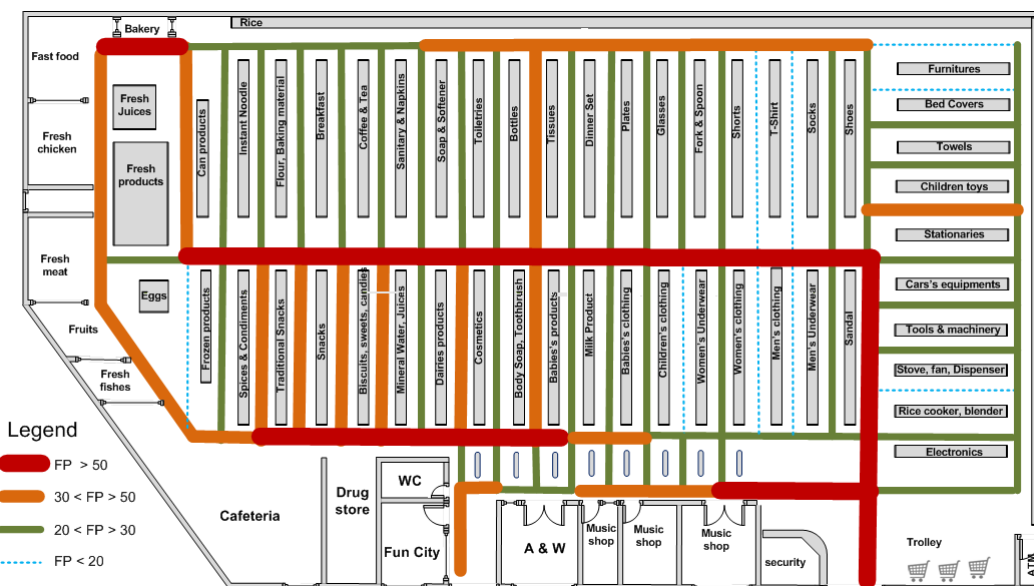 Rice
Bakery
Fast food
Fresh
chicken
Fresh
meat
Fruits
Fresh
fishes
Fresh
Juices
Fresh
products
Eggs
Can products
Instant Noodle
Flour, Baking material
Breakfast
Coffee & Tea
Sanitary & Napkins
Soap & Softener
Toiletries
Bottles
Tissues
Dinner Set
Plates
Glasses
Fork & Spoon
Shorts
T-Shirt
Socks
Shoes
Furnitures
Bed Covers
Towels
Children toys
Stationaries
Cars's equipments
Tools & machinery
Stove, fan, Dispenser
Rice cooker, blender
Electronics
Frozen products
Spices & Condiments
Traditional Snacks
Snacks
Biscuits, sweets, candies
Mineral Water, Juices
Dairies products
Cosmetics
Body Soap, Toothbrush
Babies's products
Milk Product
Babies's clothing
Children's clothing
Women's Underwear
Women's clothing
Men's clothing
Men's Underwear
Sandal
Legend
FP > 50
30 < FP > 50
20 < FP > 30
FP < 20
Cafeteria
Drug
store
WC
Fun City
A & W
Music
shop
Music
shop
Music
shop
security
Trolley
ATM